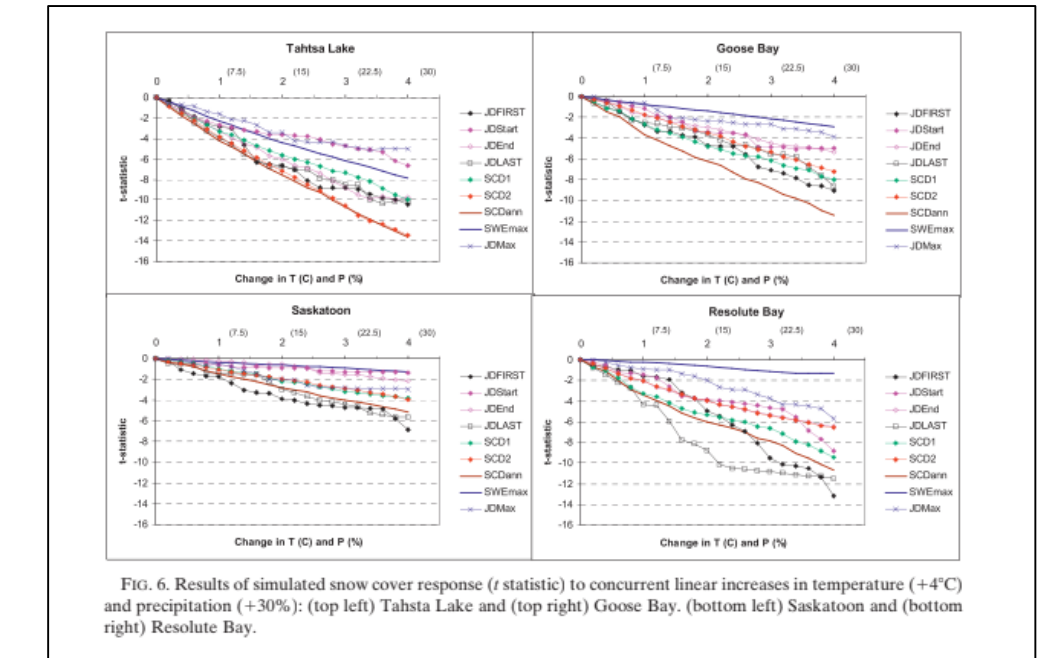 Tahtsa Lake
(7.5) (15) (22.5) (30)
0 1 2 3 4
0
-2
-4
-6
-8
-10
-12
-14
-16
t-statistic
Change in T (C) and P (%)
JDFIRST
JDStart
JDEnd
JDLAST
SCD1
SCD2
SCDann
SWEmax
JDMax
Goose Bay
(7.5) (15) (22.5) (30)
0 1 2 3 4
0
-2
-4
-6
-8
-10
-12
-14
-16
t-statistic
Change in T (C) and P (%)
JDFIRST
JDStart
JDEnd
JDLAST
SCD1
SCD2
SCDann
SWEmax
JDMax
Saskatoon
(7.5) (15) (22.5) (30)
0 1 2 3 4
0
-2
-4
-6
-8
-10
-12
-14
-16
t-statistic
Change in T (C) and P (%)
JDFIRST
JDStart
JDEnd
JDLAST
SCD1
SCD2
SCDann
SWEmax
JDMax
Resolute Bay
(7.5) (15) (22.5) (30)
0 1 2 3 4
0
-2
-4
-6
-8
-10
-12
-14
-16
t-statistic
Change in T (C) and P (%)
JDFIRST
JDStart
JDEnd
JDLAST
SCD1
SCD2
SCDann
SWEmax
JDMax
FIG. 6. Results of simulated snow cover response (t statistic) to concurrent linear increases in temperature (+4°C)
and precipitation (+30%): (top left) Tahsta Lake and (top right) Goose Bay. (bottom left) Saskatoon and (bottom
right) Resolute Bay.